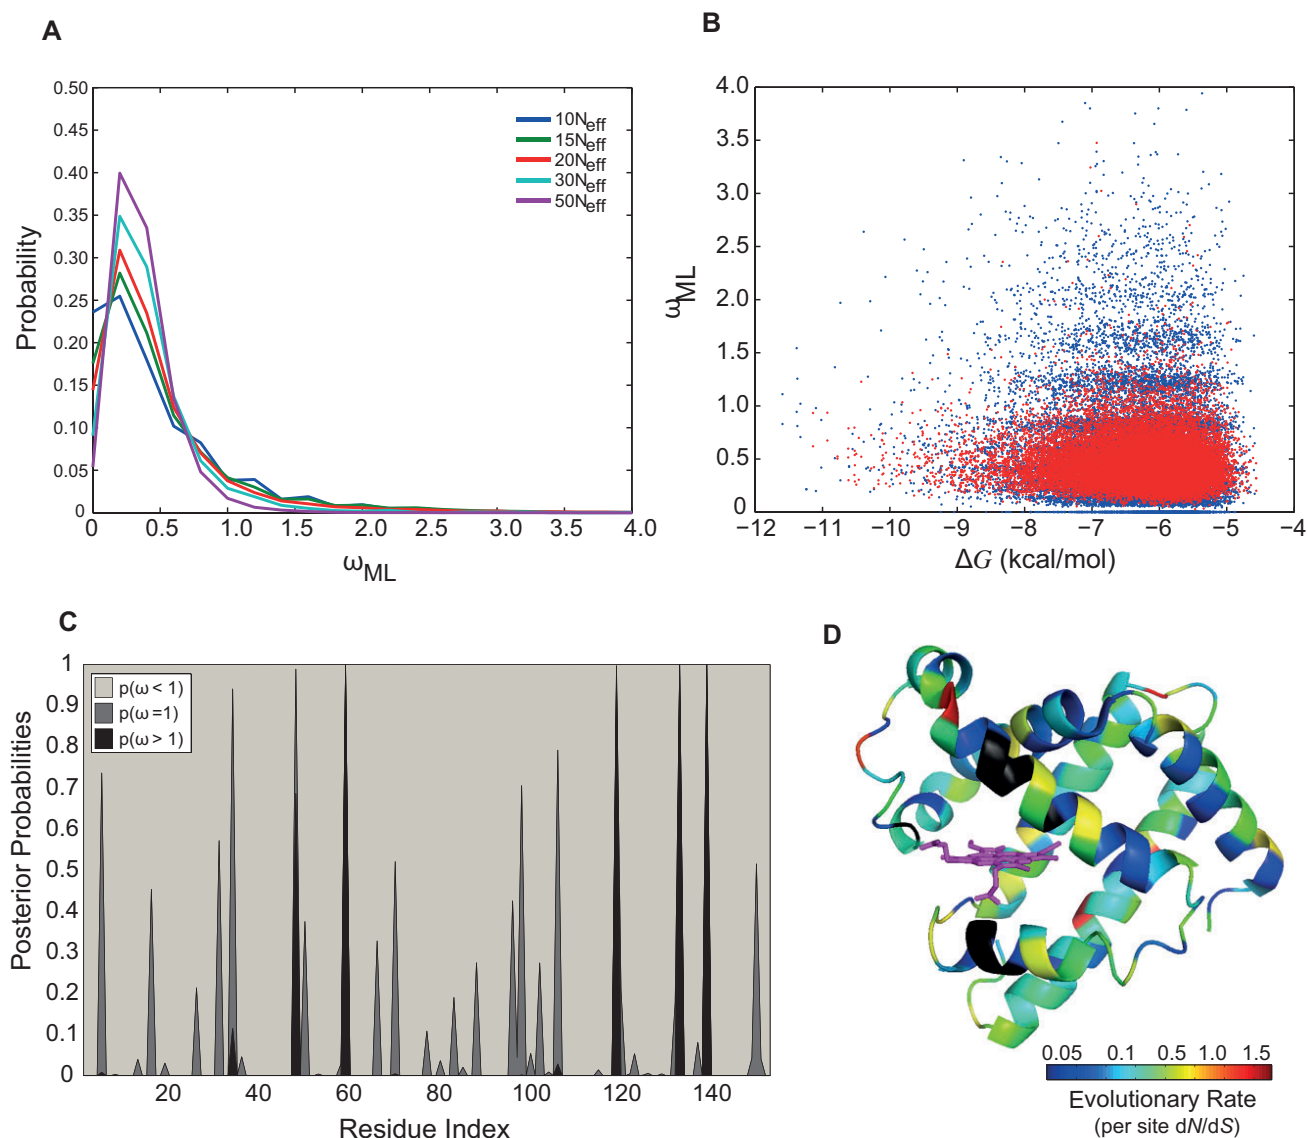 A
0.50
0.45
0.40
0.35
0.30
0.25
0.20
0.15
0.10
0.05
0
Probability
10Neff
15Neff
20Neff
30Neff
50Neff
0 0.5 1.0 1.5 2.0 2.5 3.0 3.5 4.0
ωML
B
4.0
3.5
3.0
2.5
2.0
1.5
1.0
0.5
0
ωML
−12 −11 −10 −9 −8 −7 −6 −5 −4
ΔG (kcal/mol)
C
1
0.9
0.8
0.7
0.6
0.5
0.4
0.3
0.2
0.1
0
Posterior Probabilities
p(ω < 1)
p(ω =1)
p(ω > 1)
20 40 60 80 100 120 140
Residue Index
D
0.05 0.1 0.5 1.0 1.5
Evolutionary Rate
(per site dN/dS)